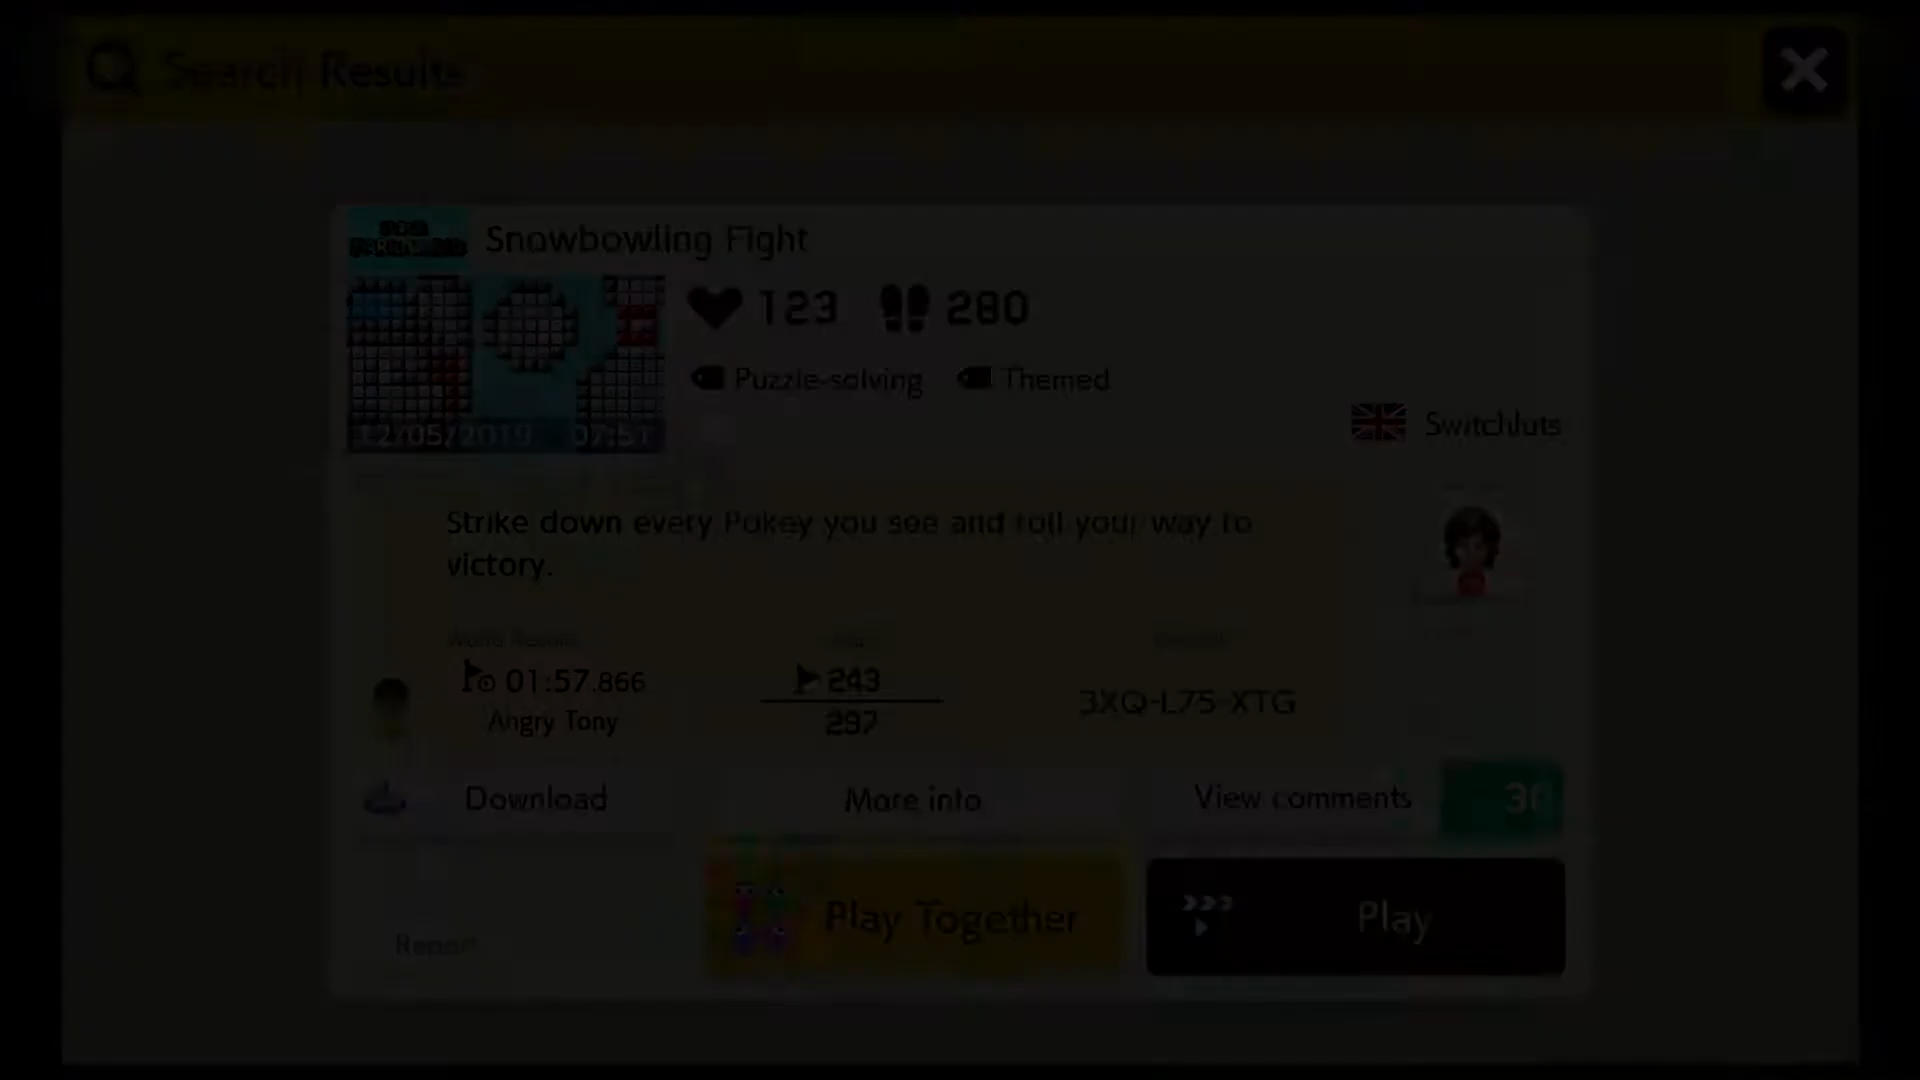 Search Results
Snowbowling Fight
123 280
Puzzle-solving Themed
12/05/2019 07:51
Switchluts
Strike down every Pokey you see and roll your way to
victory.
World Record
01:57.866
Angry Tony
243
297
3XQ-L75-XTG
Download
More info
View comments
Report
Play Together
Play